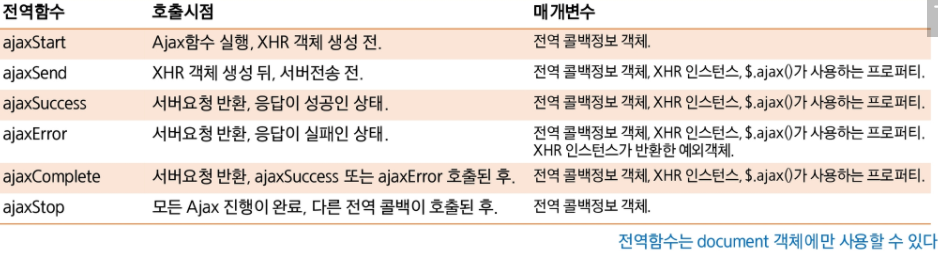 전역함수 호출시점 매개변수
ajaxStart Ajax함수 실행, XHR 객체 생성 전. 전역 콜백정보 객체.
ajaxSend XHR 객체 생성 뒤, 서버전송 전. 전역 콜백정보 객체, XHR 인스턴스, $.ajax()가 사용하는 프로퍼티.
ajaxSuccess 서버요청 반환, 응답이 성공인 상태. 전역 콜백정보 객체, XHR 인스턴스, $.ajax()가 사용하는 프로퍼티.
ajaxError 서버요청 반환, 응답이 실패인 상태. 전역 콜백정보 객체, XHR 인스턴스, $.ajax()가 사용하는 프로퍼티.
XHR 인스턴스가 반환한 예외객체.
ajaxComplete 서버요청 반환, ajaxSuccess 또는 ajaxError 호출된 후. 전역 콜백정보 객체, XHR 인스턴스, $.ajax()가 사용하는 프로퍼티.
ajaxStop 모든 Ajax 진행이 완료, 다른 전역 콜백이 호출된 후. 전역 콜백정보 객체.
전역함수는 document 객체에만 사용할 수 있다